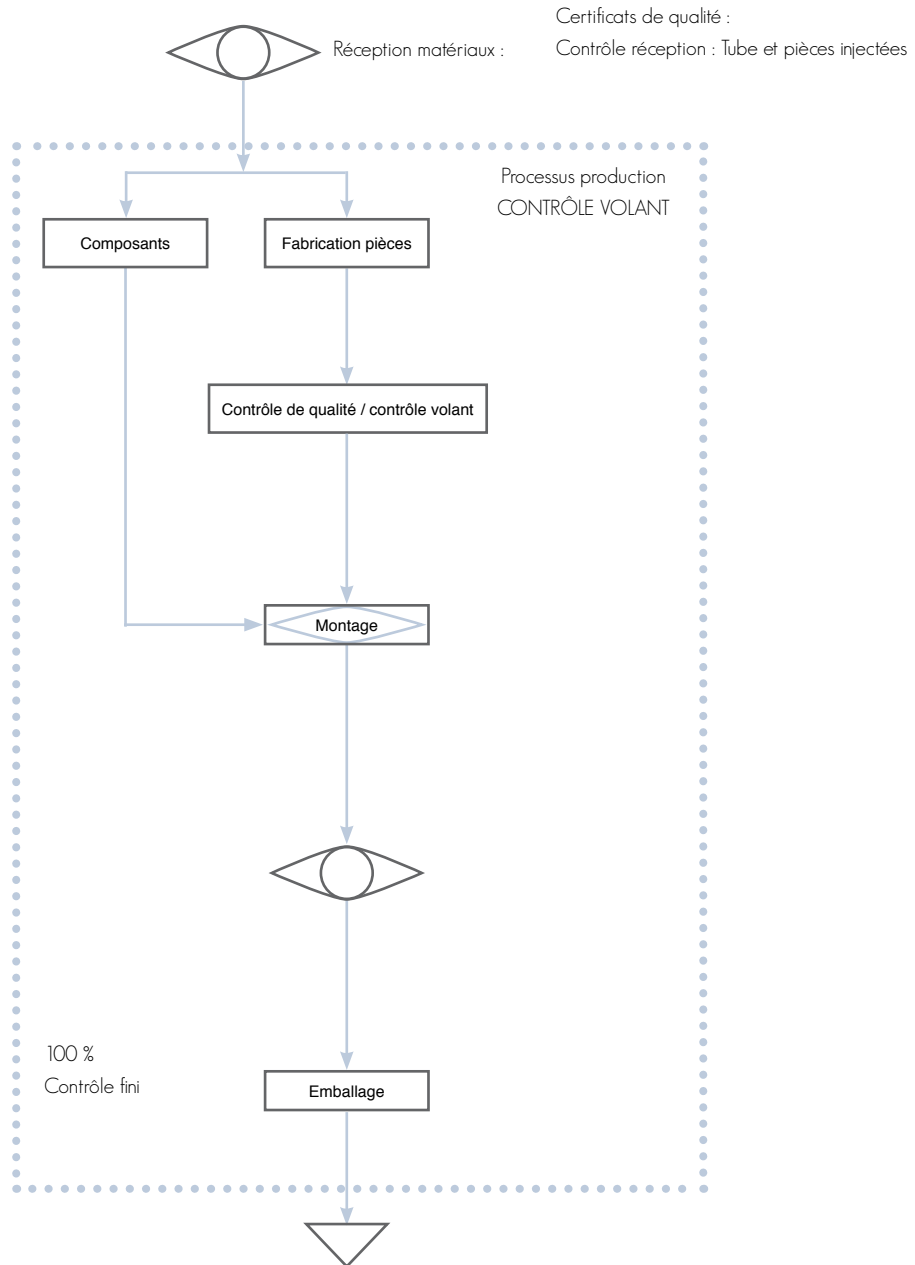 Certificats de qualité :
Réception matériaux :
Contrôle réception : Tube et pièces injectées
Processus production
CONTRÔLE VOLANT
Composants
Fabrication pièces
Contrôle de qualité / contrôle volant
Montage
100 %
Contrôle fini
Emballage